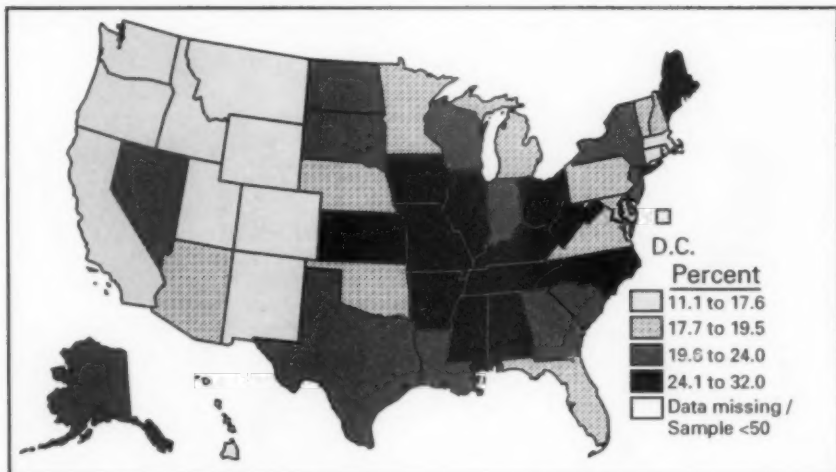 D.C.
Percent
11.1 to 17.6
17.7 to 19.5
19.6 to 24.0
24.1 to 32.0
Data missing /
Sample <50